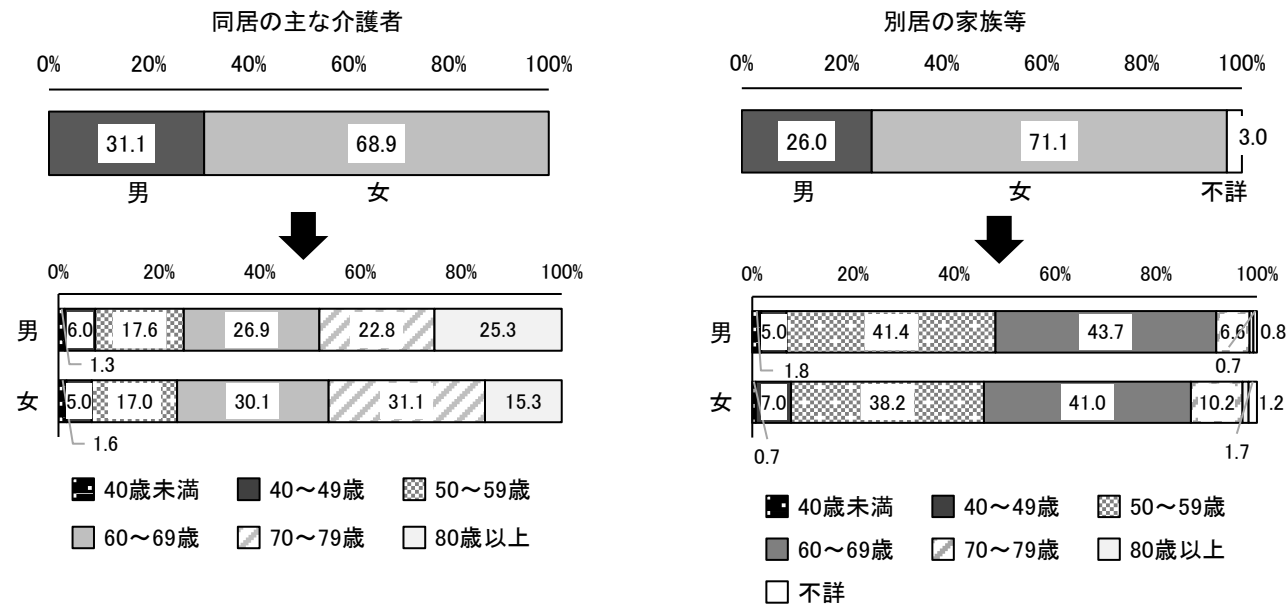 同居の主な介護者
0% 20% 40% 60% 80% 100%
31.1 68.9
男 女
0% 20% 40% 60% 80% 100%
男 6.0 17.6 26.9 22.8 25.3
1.3
女 5.0 17.0 30.1 31.1 15.3
1.6
40歳未満 40～49歳 50～59歳
60～69歳 70～79歳 80歳以上
別居の家族等
0% 20% 40% 60% 80% 100%
26.0 71.1 3.0
男 女 不詳
0% 20% 40% 60% 80% 100%
男 5.0 41.4 43.7 6.6 0.8
1.8 0.7
女 7.0 38.2 41.0 10.2 1.2
0.7 1.7
40歳未満 40～49歳 50～59歳
60～69歳 70～79歳 80歳以上
不詳